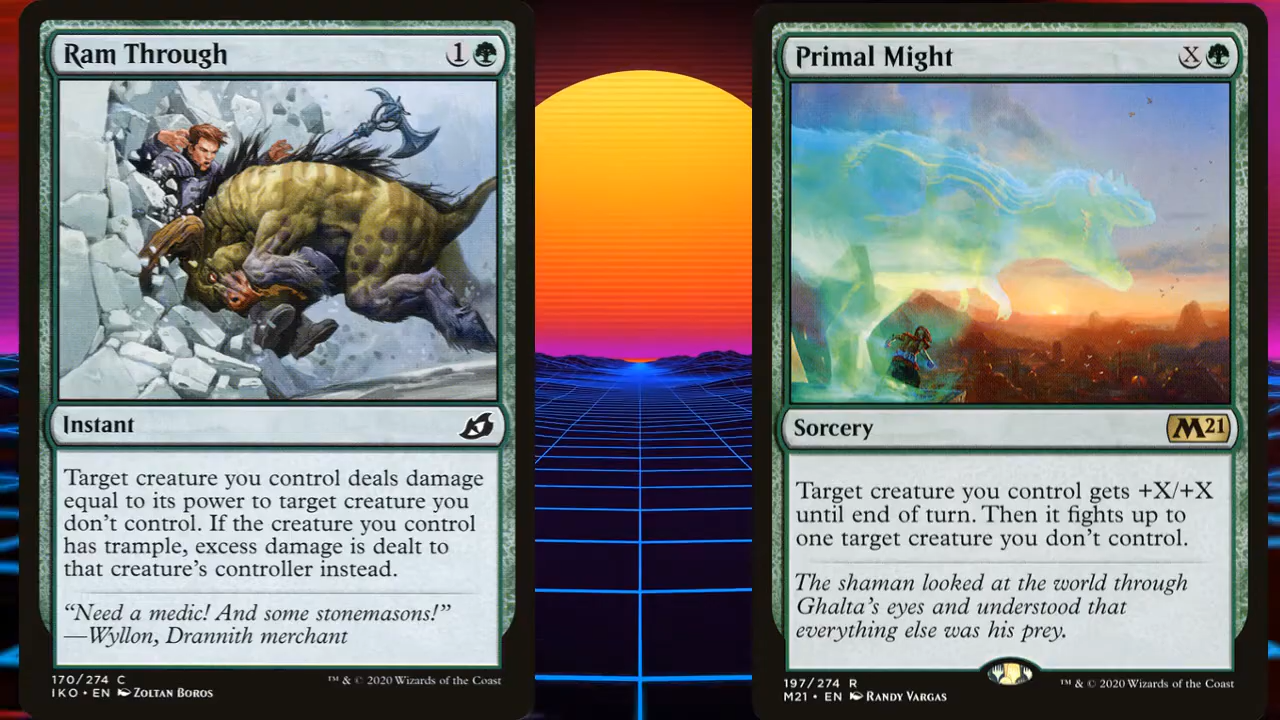 Ram Through
1
Instant
Target creature you control deals damage
equal to its power to target creature you
don't control. If the creature you control
has trample, excess damage is dealt to
that creature's controller instead.
“Need a medic! And some stonemasons!”
—Wyllon, Drannith merchant
170/274 C
IKO • EN Zoltan Boros
™ & © 2020 Wizards of the Coast
Primal Might
X
Sorcery
M21
Target creature you control gets +X/+X
until end of turn. Then it fights up to
one target creature you don't control.
The shaman looked at the world through
Ghalta's eyes and understood that
everything else was his prey.
197/274 R
M21 • EN Randy Vargas
™ & © 2020 Wizards of the Coast